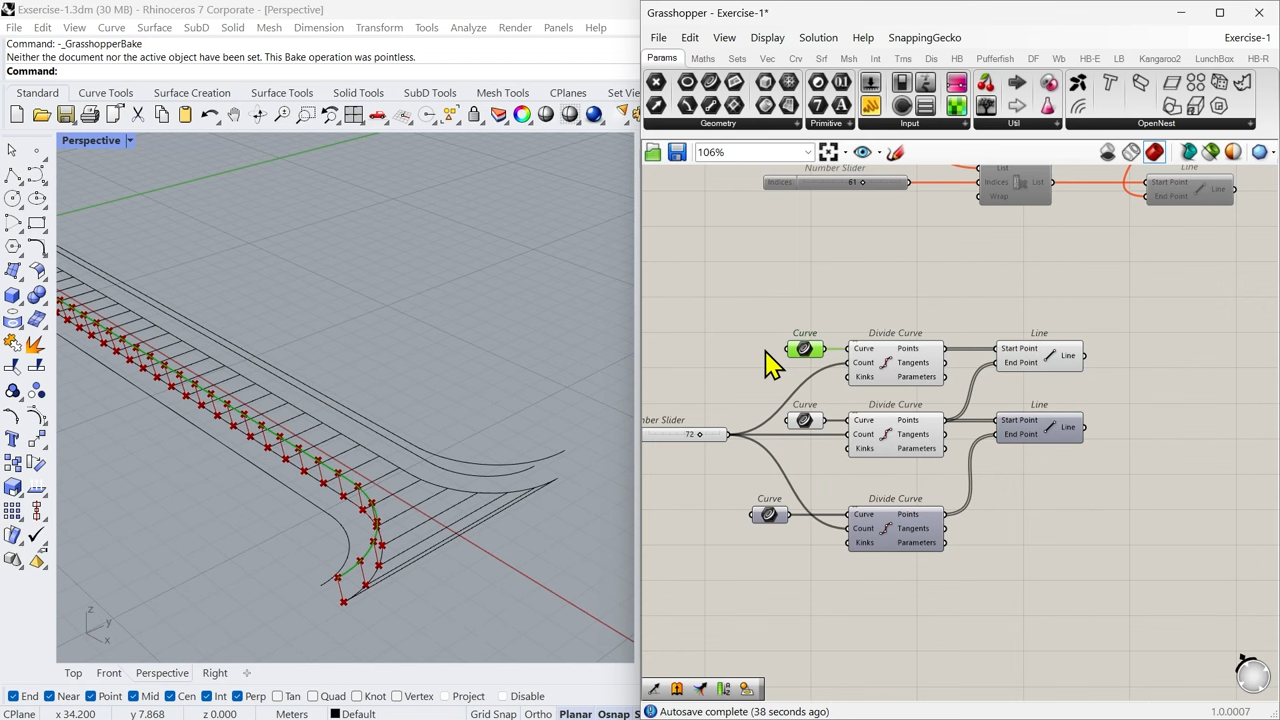 Exsercise-1.3dm (30 MB) - Rhinoceros 7 Corporate - [Perspective]
File Edit View Curve Surface SubD Solid Mesh Dimension Transform Tools Analyze Render Panels Help
Command: -_GrasshopperBake
Neither the document nor the active object have been set. This Bake operation was pointless.
Command:
Standard Curve Tools Surface Creation Surface Tools Solid Tools SubD Tools Mesh Tools CPlanes Set Vie
Perspective
z
y
x
Top Front Perspective Right
End Near Point Mid Cen Int Perp Tan Quad Knot Vertex Project Disable
CPlane x 34.200 y 7.868 z 0.000 Meters Default Grid Snap Ortho Planar Osnap
Grasshopper - Exercise-1*
File Edit View Display Solution Help SnappingGecko Exercise-1
Params Maths Sets Vec Crv Srf Msh Int Trns Dis HB Pufferfish DF Wb HB-E LB Kangaroo2 LunchBox HB-R
Geometry Primitive Input Util OpenNest
106%
Number Slider
Indices 61
List
Indices List
Wrap
Line
Start Point Line
End Point
Curve Divide Curve Line
Curve Points
Count Tangents
Kinks Parameters
Start Point
End Point Line
Curve Divide Curve Line
Curve Points
Count Tangents
Kinks Parameters
Start Point
End Point Line
mber Slider
72
Curve Divide Curve
Curve Points
Count Tangents
Kinks Parameters
Autosave complete (38 seconds ago) 1.0.0007